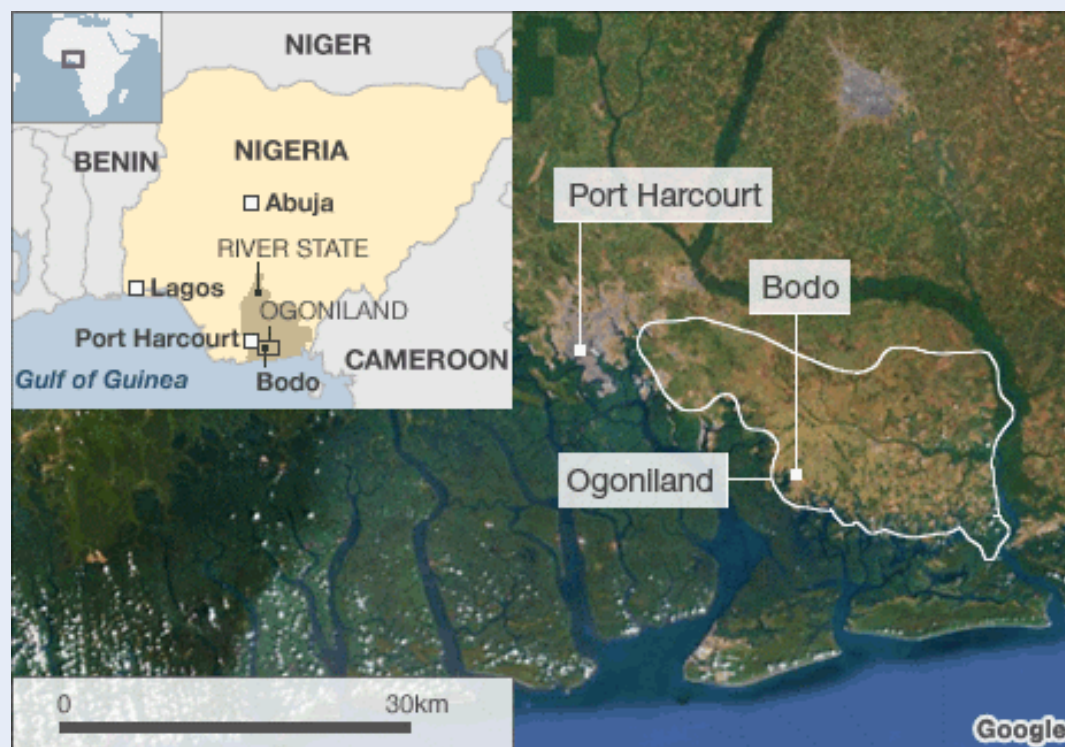 NIGER
BENIN
NIGERIA
Abuja
RIVER STATE
Lagos
OGONILAND
Port Harcourt
CAMEROON
Gulf of Guinea
Bodo
Port Harcourt
Bodo
Ogoniland
0 30km
Google